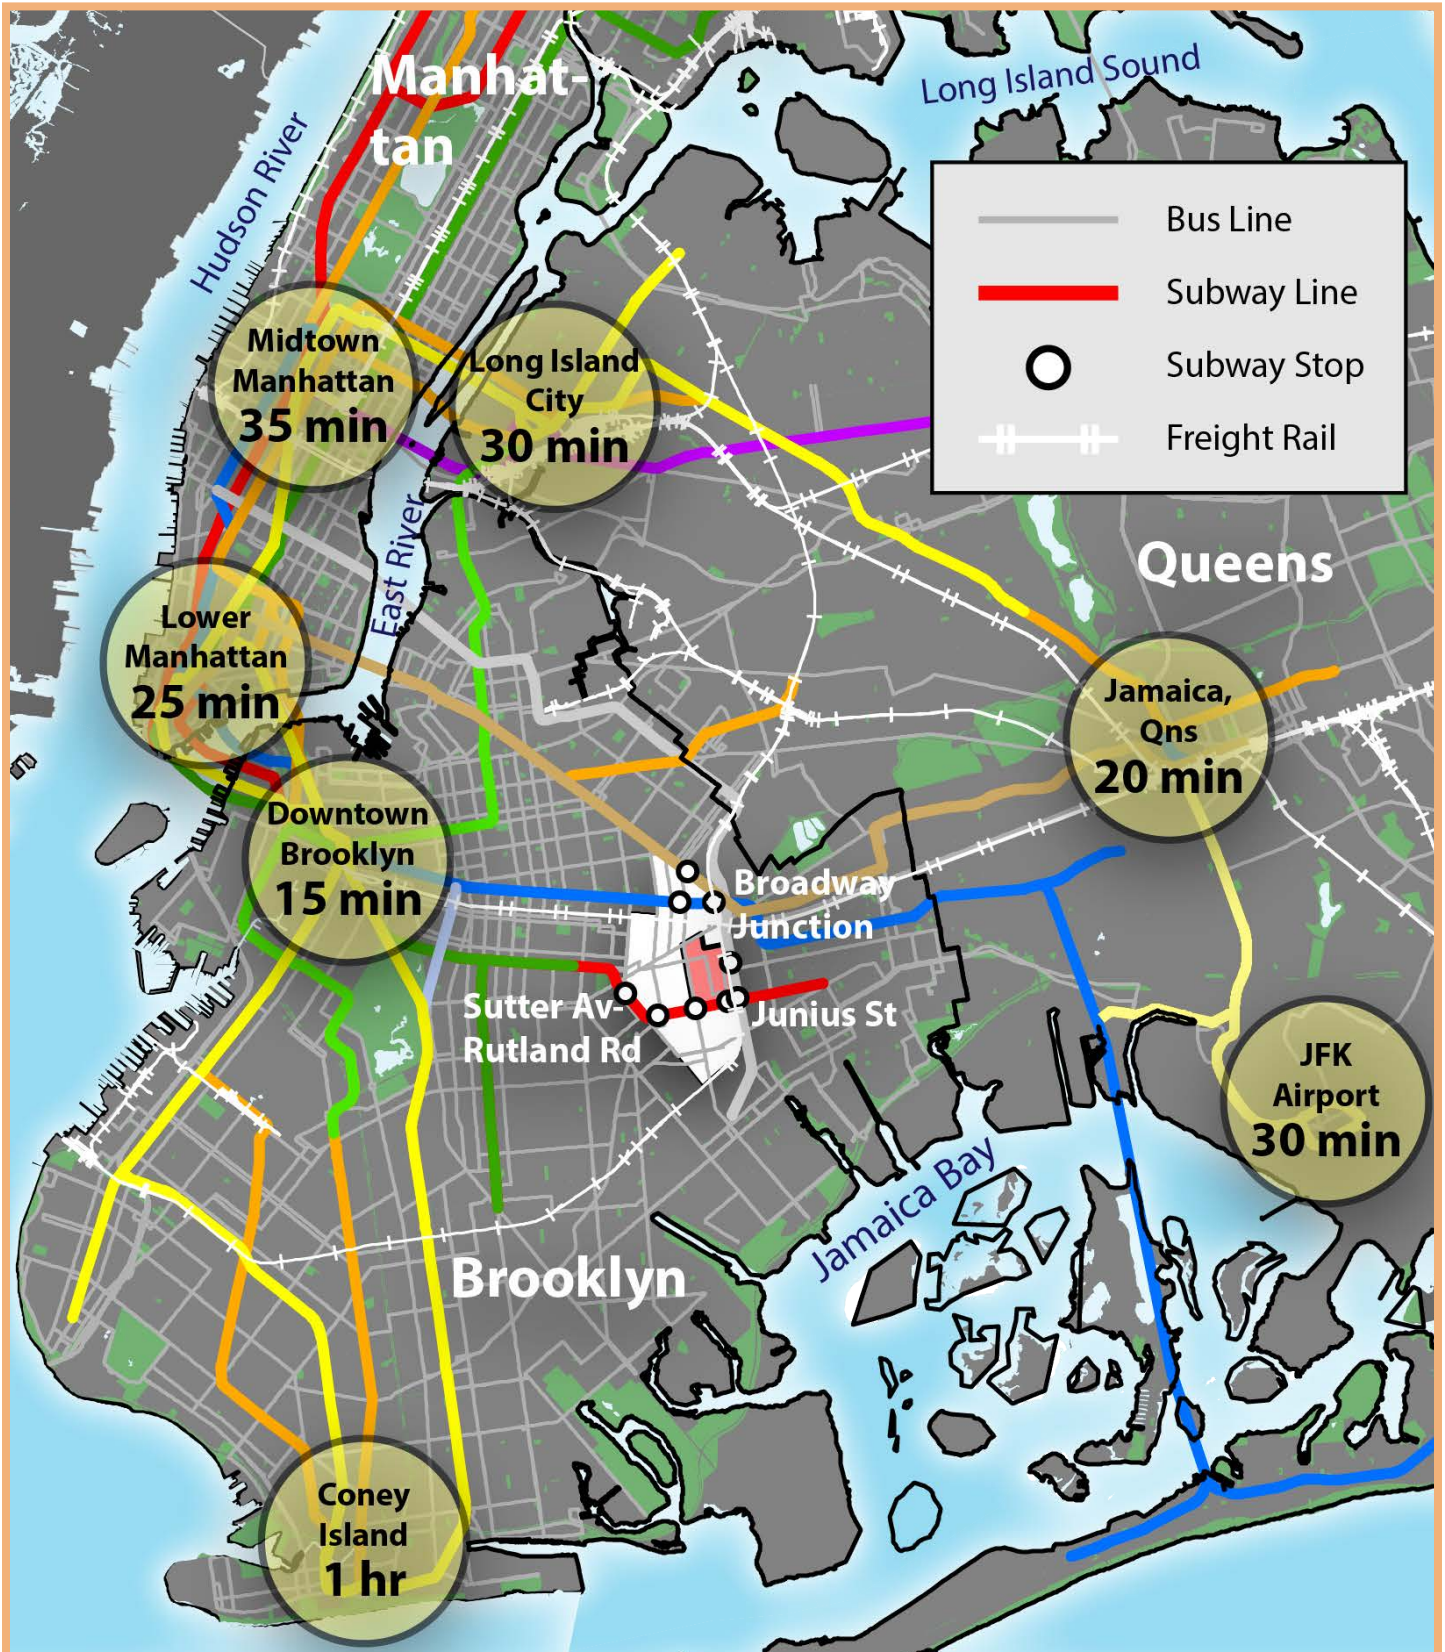 Manhat-
tan
Long Island Sound
Hudson River
Bus Line
Subway Line
Subway Stop
Freight Rail
Midtown
Manhattan
35 min
Long Island
City
30 min
East River
Queens
Lower
Manhattan
25 min
Jamaica,
Qns
20 min
Downtown
Brooklyn
15 min
Broadway
Junction
Sutter Av-
Rutland Rd
Junius St
JFK
Airport
30 min
Jamaica Bay
Brooklyn
Coney
Island
1 hr